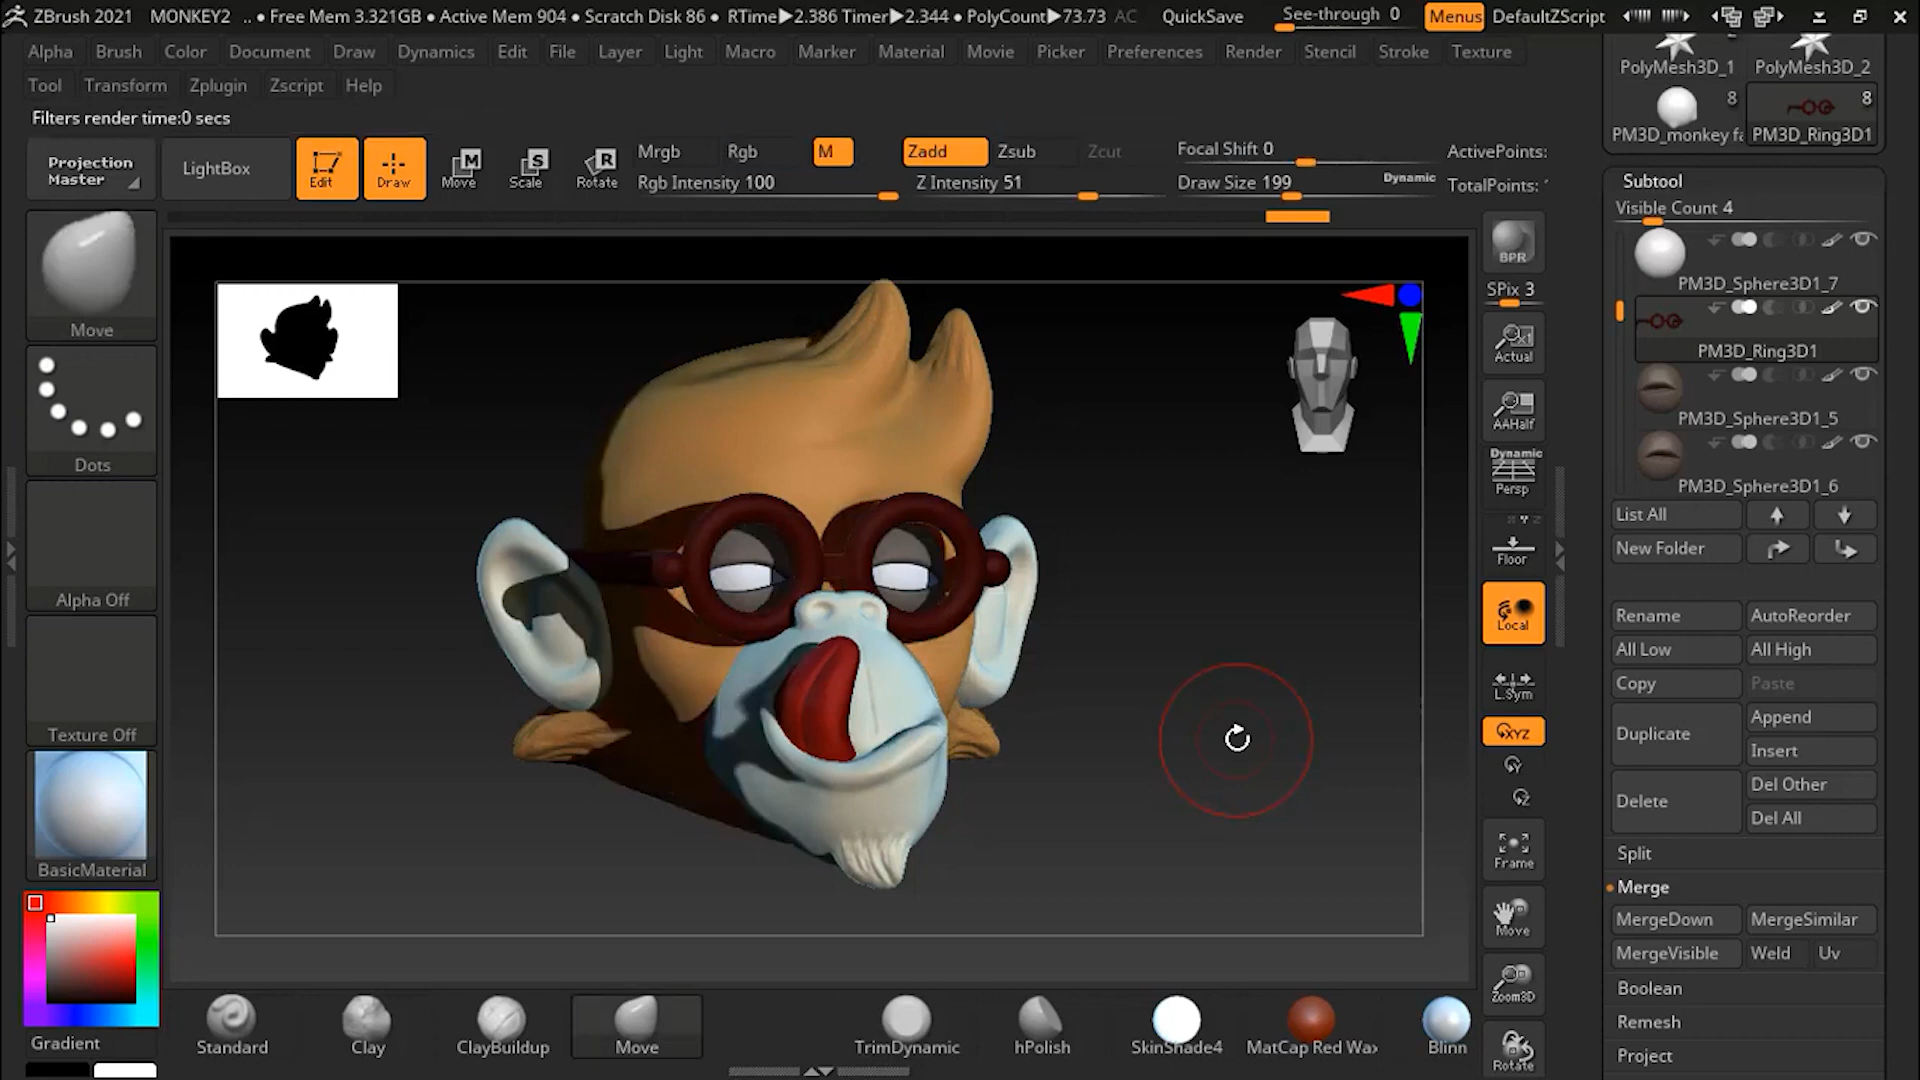 ZBrush 2021 MONKEY2 .. • Free Mem 3.321GB • Active Mem 904 • Scratch Disk 86 • RTime▶2.386 Timer▶2.344 • PolyCount▶73.73 AC QuickSave See-through 0 Menus DefaultZScript
Alpha Brush Color Document Draw Dynamics Edit File Layer Light Macro Marker Material Movie Picker Preferences Render Stencil Stroke Texture
Tool Transform Zplugin Zscript Help
Filters render time:0 secs
Projection Master
LightBox
Edit
Draw
M
Move
S
Scale
R
Rotate
Mrgb Rgb M
Rgb Intensity 100
Zadd Zsub Zcut
Z Intensity 51
Focal Shift 0
Draw Size 199 Dynamic
ActivePoints:
TotalPoints:
Move
Dots
Alpha Off
Texture Off
BasicMaterial
Gradient
BPR
SPix 3
x1
Actual
AAHalf
Dynamic
Persp
Floor
Local
L.Sym
XYZ
Y
Z
Frame
Move
Zoom3D
Rotate
PolyMesh3D_1 PolyMesh3D_2
8 8
PM3D_monkey fa PM3D_Ring3D1
Subtool
Visible Count 4
PM3D_Sphere3D1_7
PM3D_Ring3D1
PM3D_Sphere3D1_5
PM3D_Sphere3D1_6
List All
New Folder
Rename AutoReorder
All Low All High
Copy Paste
Duplicate Append
Insert
Delete Del Other
Del All
Split
Merge
MergeDown MergeSimilar
MergeVisible Weld Uv
Boolean
Remesh
Project
Standard Clay ClayBuildup Move TrimDynamic hPolish SkinShade4 MatCap Red Wax Blinn